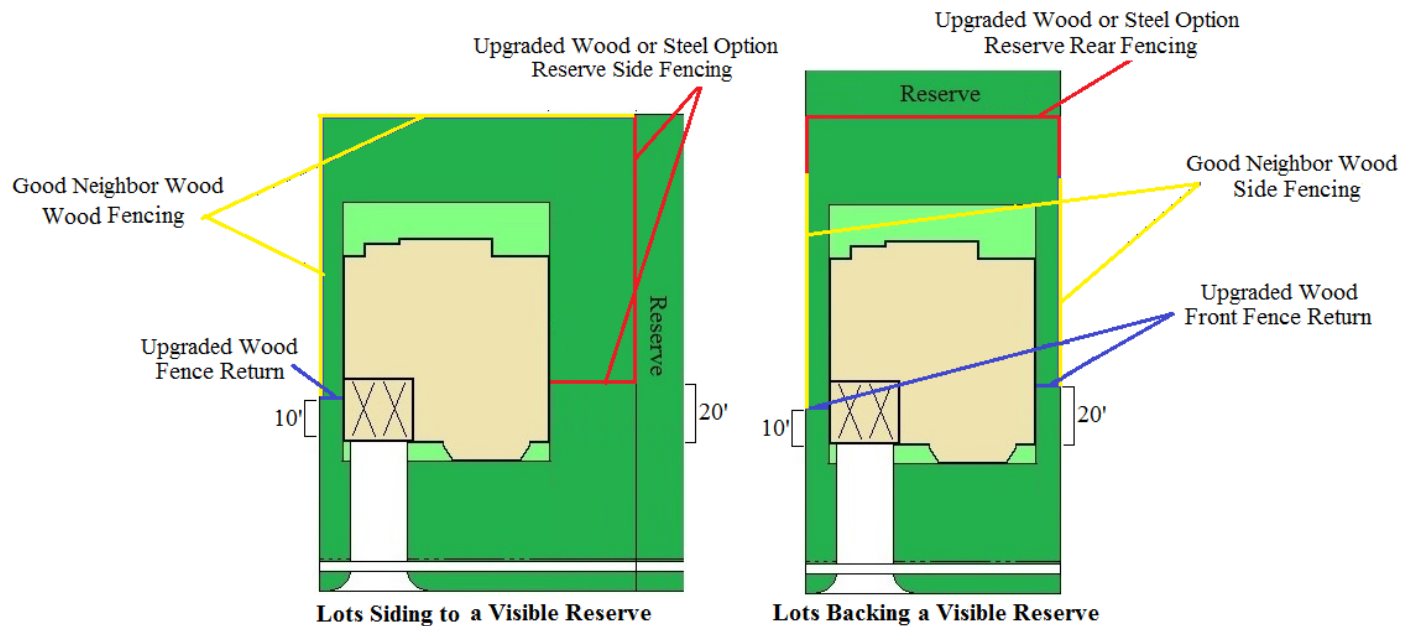 Upgraded Wood or Steel Option
Reserve Side Fencing
Good Neighbor Wood
Wood Fencing
Upgraded Wood
Fence Return
10'
20'
Reserve
Lots Siding to a Visible Reserve
Upgraded Wood or Steel Option
Reserve Rear Fencing
Reserve
Good Neighbor Wood
Side Fencing
Upgraded Wood
Front Fence Return
10'
20'
Lots Backing a Visible Reserve